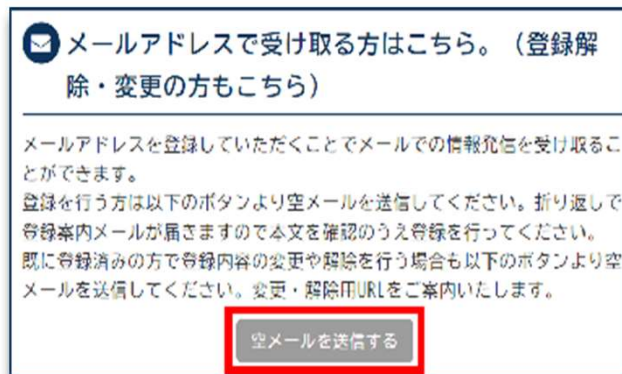 メールアドレスで受け取る方はこちら。（登録解
除・変更の方もこちら）
メールアドレスを登録していただくことでメールでの情報発信を受け取るこ
とができます。
登録を行う方は以下のボタンより空メールを送信してください。折り返しで
登録案内メールが届きますので本文を確認のうえ登録を行ってください。
既に登録済みの方で登録内容の変更や解除を行う場合も以下のボタンより空
メールを送信してください。変更・解除用URLをご案内いたします。
空メールを送信する